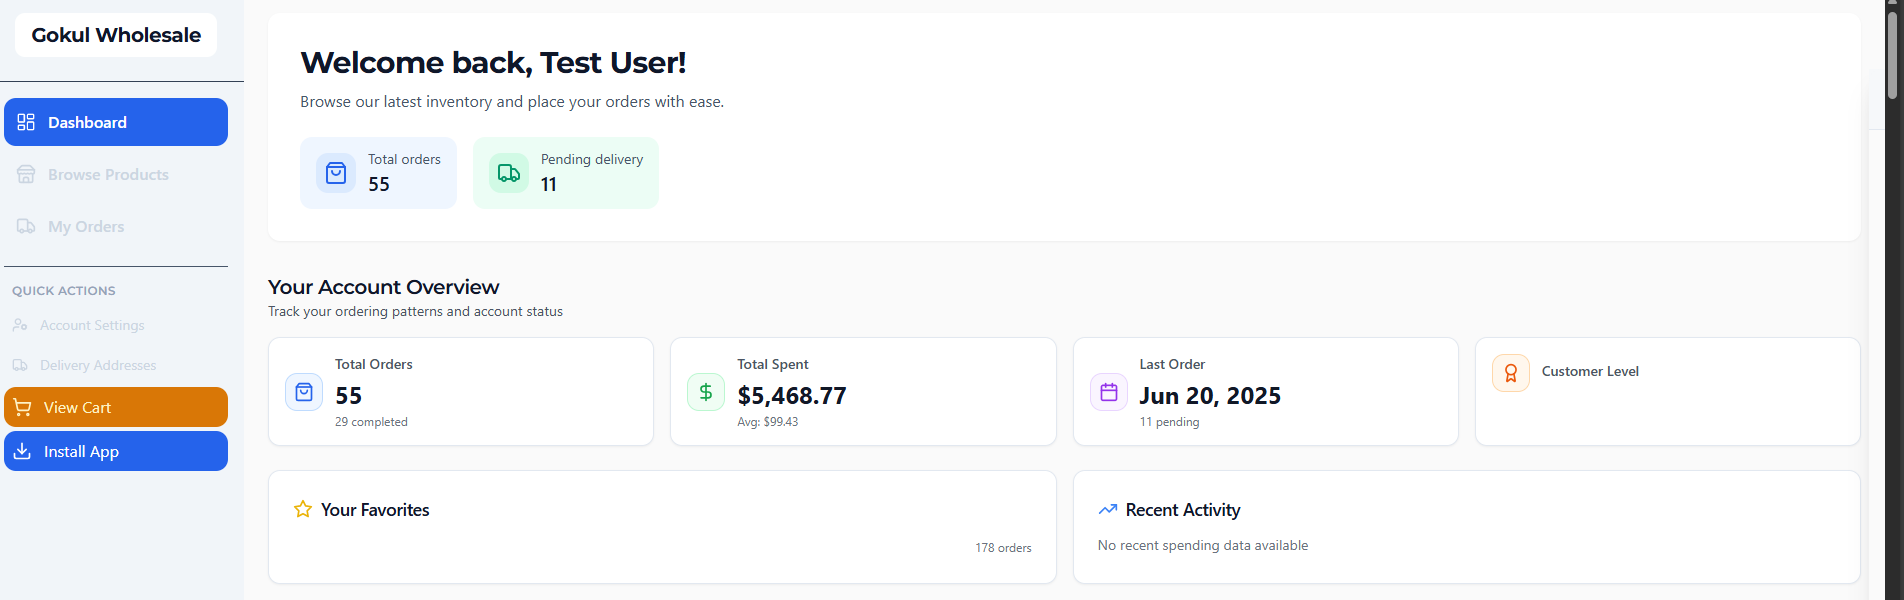 Gokul Wholesale
Dashboard
Browse Products
My Orders
QUICK ACTIONS
Account Settings
Delivery Addresses
View Cart
Install App
Welcome back, Test User!
Browse our latest inventory and place your orders with ease.
Total orders
55
Pending delivery
11
Your Account Overview
Track your ordering patterns and account status
Total Orders
55
29 completed
Total Spent
$5,468.77
Avg: $99.43
Last Order
Jun 20, 2025
11 pending
Customer Level
Your Favorites
178 orders
Recent Activity
No recent spending data available